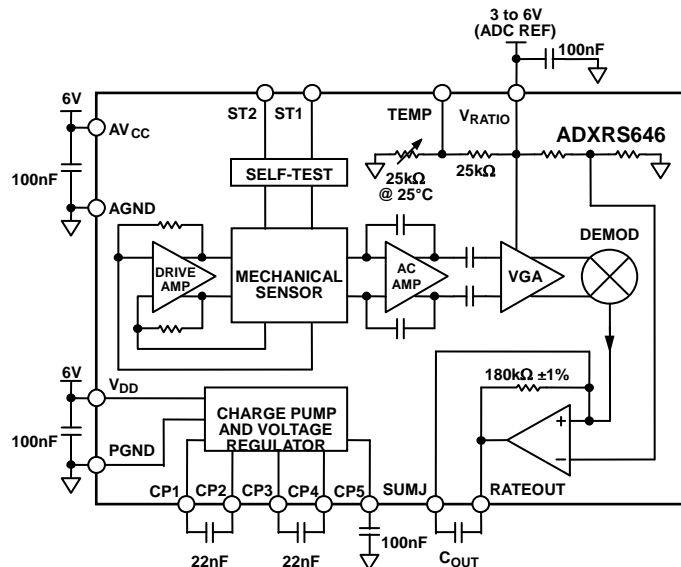 3 to 6V
(ADC REF)
100nF
6V
AVCC
100nF
AGND
ST2
ST1
TEMP
VRATIO
ADXRS646
25kΩ
@ 25°C
25kΩ
SELF-TEST
DRIVE
AMP
MECHANICAL
SENSOR
AC
AMP
VGA
DEMOD
6V
VDD
100nF
PGND
CHARGE PUMP
AND VOLTAGE
REGULATOR
180kΩ ±1%
+
–
CP1
CP2
CP3
CP4
CP5
SUMJ
RATEOUT
22nF
22nF
100nF
COUT